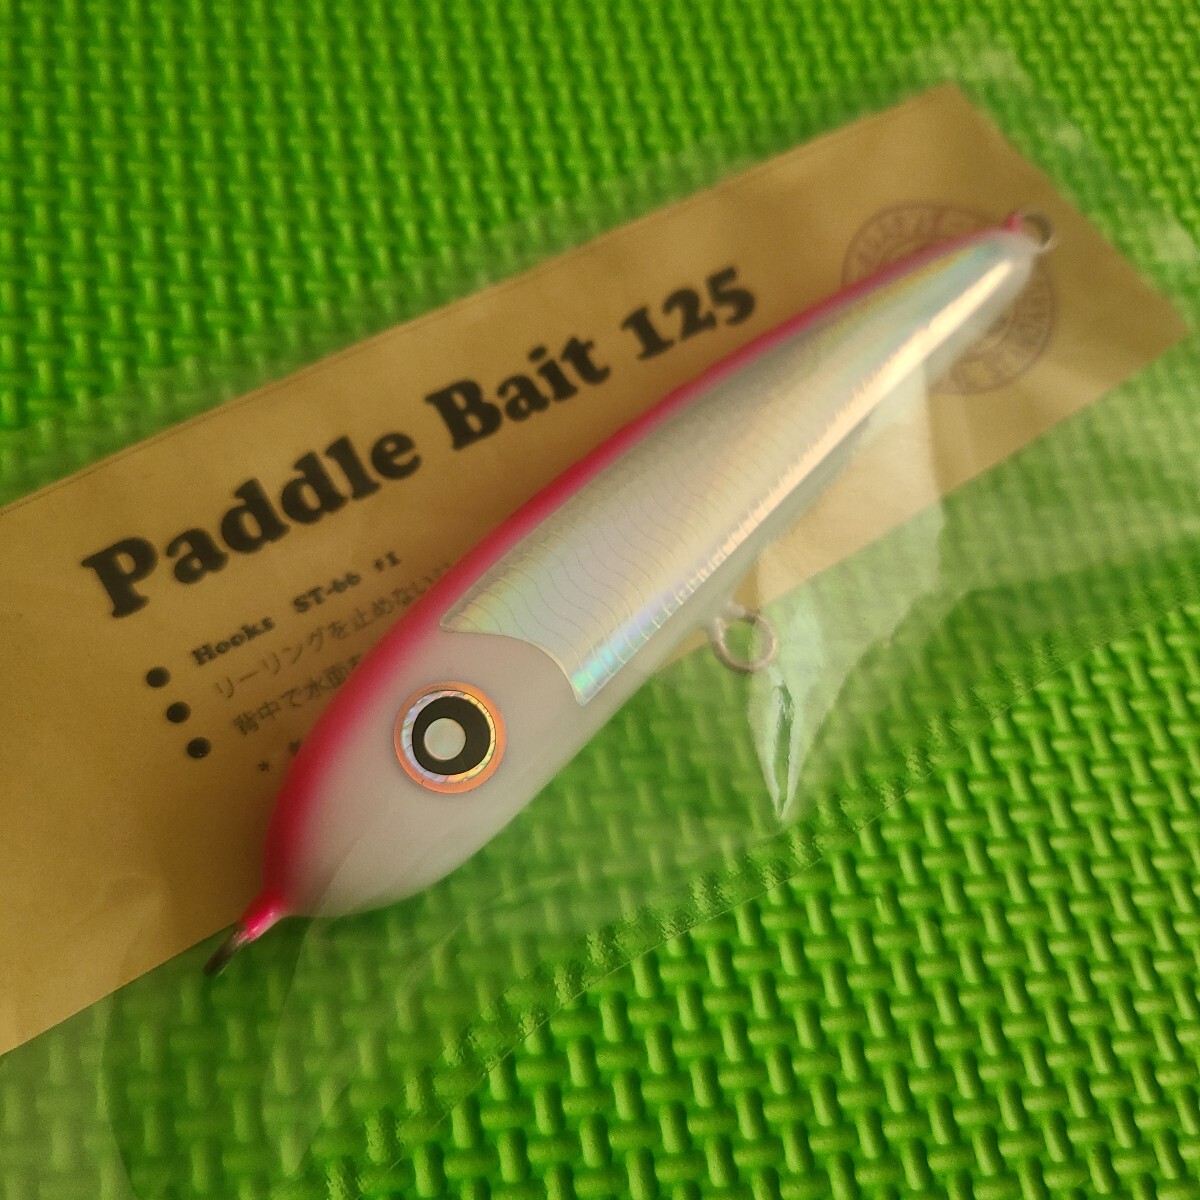 Paddle Bait 125
Hooks ST-66 #1
リーリングを止めない
背中で水面
*